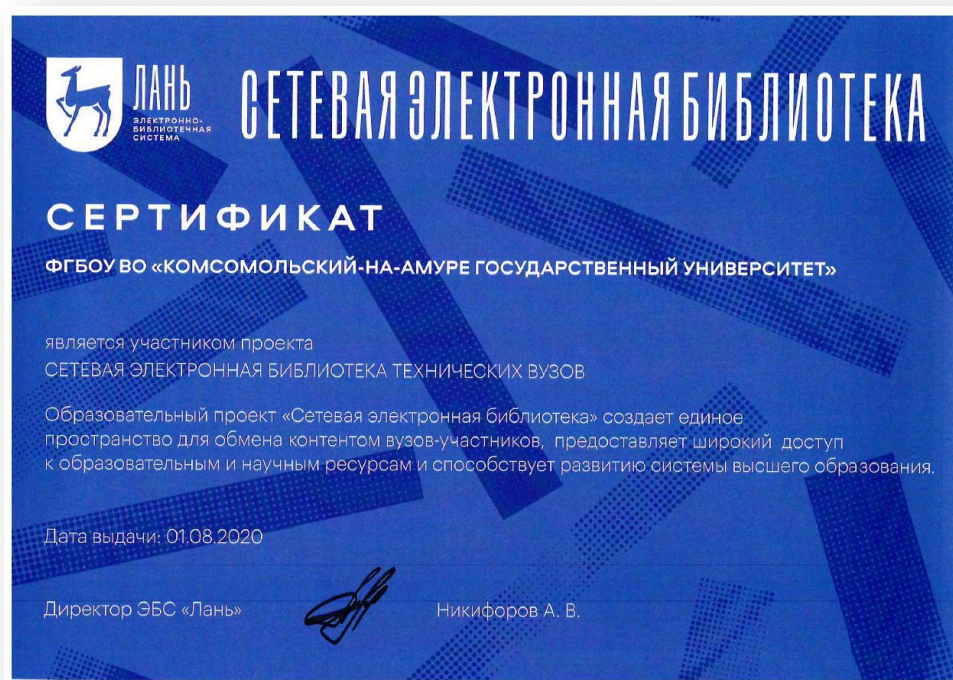 ЛАНЬ
ЭЛЕКТРОННО-
БИБЛИОТЕЧНАЯ
СИСТЕМА
СЕТЕВАЯ ЭЛЕКТРОННАЯ БИБЛИОТЕКА
СЕРТИФИКАТ
ФГБОУ ВО «КОМСОМОЛЬСКИЙ-НА-АМУРЕ ГОСУДАРСТВЕННЫЙ УНИВЕРСИТЕТ»
является участником проекта
СЕТЕВАЯ ЭЛЕКТРОННАЯ БИБЛИОТЕКА ТЕХНИЧЕСКИХ ВУЗОВ
Образовательный проект «Сетевая электронная библиотека» создает единое
пространство для обмена контентом вузов-участников, предоставляет широкий доступ
к образовательным и научным ресурсам и способствует развитию системы высшего образования.
Дата выдачи: 01.08.2020
Директор ЭБС «Лань» Никифоров А. В.